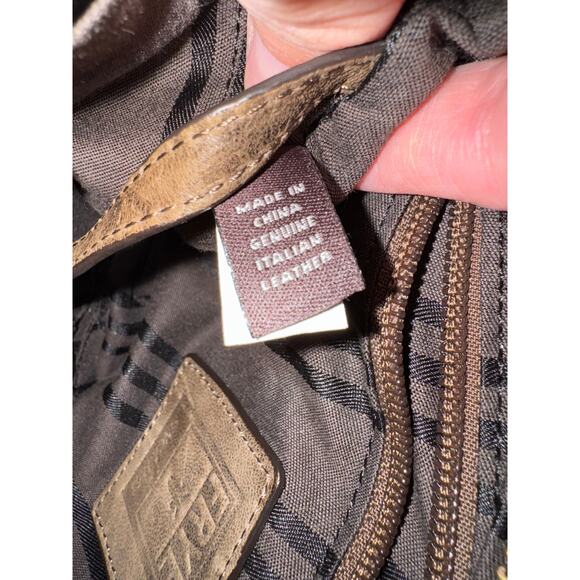 MADE IN
CHINA
GENUINE
ITALIAN
LEATHER
FRYE